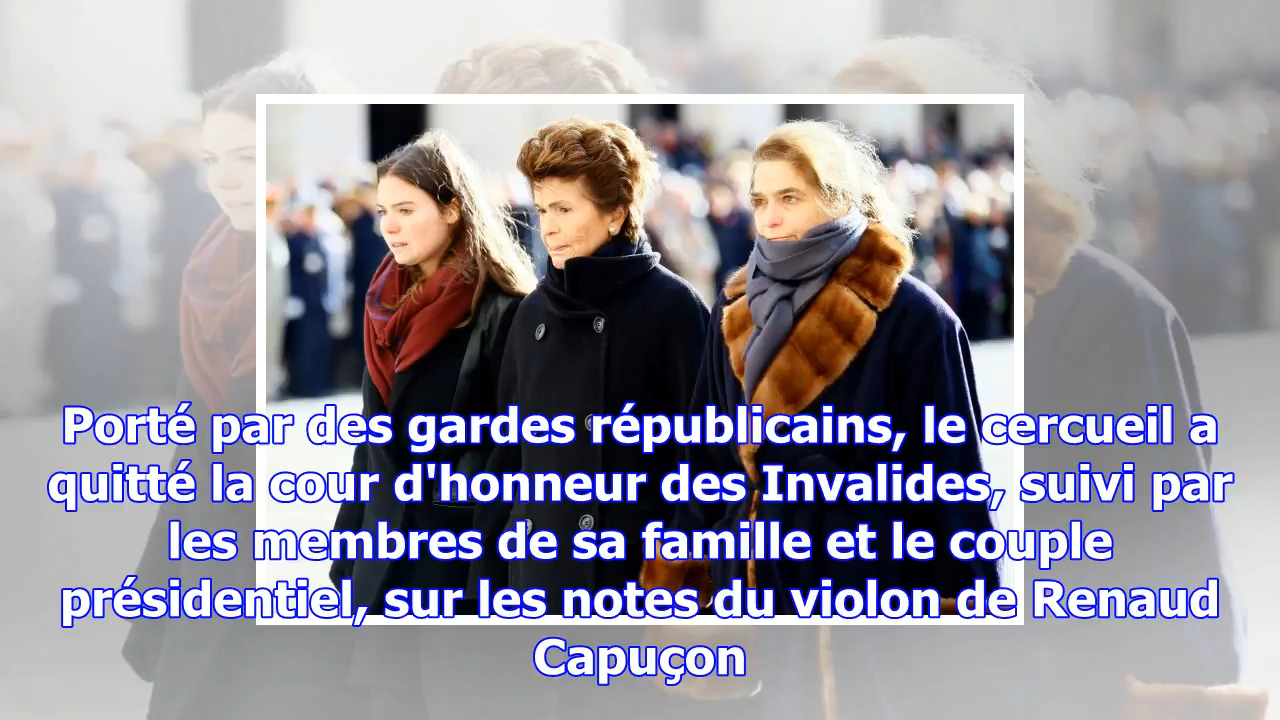 Porté par des gardes républicains, le cercueil a
quitté la cour d'honneur des Invalides, suivi par
les membres de sa famille et le couple
présidentiel, sur les notes du violon de Renaud
Capuçon